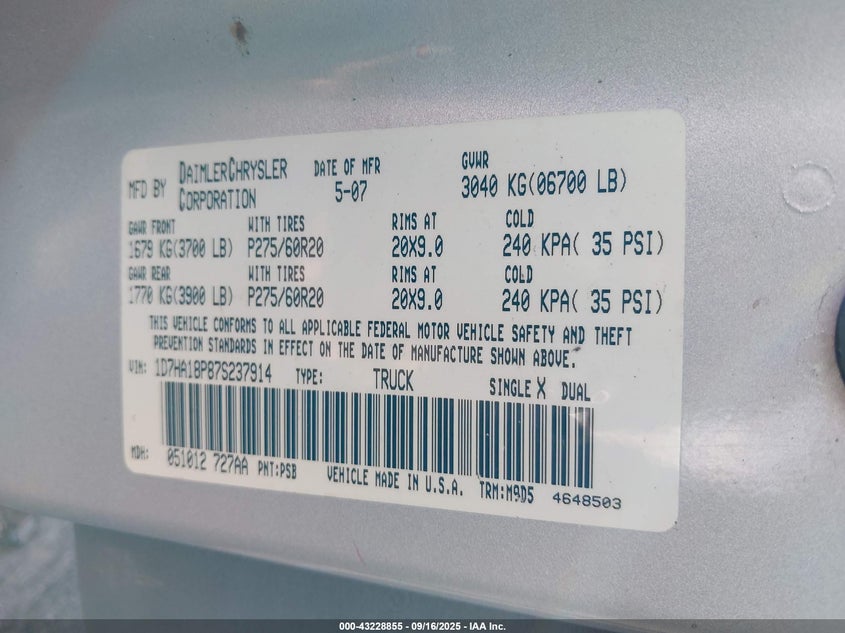 MFD BY DAIMLERCHRYSLER CORPORATION DATE OF MFR 5-07 GVWR 3040 KG(06700 LB)
GAWR FRONT WITH TIRES RIMS AT COLD
1679 KG(3700 LB) P275/60R20 20X9.0 240 KPA( 35 PSI)
GAWR REAR WITH TIRES RIMS AT COLD
1770 KG(3900 LB) P275/60R20 20X9.0 240 KPA( 35 PSI)
THIS VEHICLE CONFORMS TO ALL APPLICABLE FEDERAL MOTOR VEHICLE SAFETY AND THEFT
PREVENTION STANDARDS IN EFFECT ON THE DATE OF MANUFACTURE SHOWN ABOVE.
VIN: 1D7HA18P87S237914 TYPE: TRUCK SINGLE X DUAL
MDH: 051012 727AA PNT:PSB VEHICLE MADE IN U.S.A. TRM:M9D5 4648503
000-43228855 - 09/16/2025 - IAA Inc.